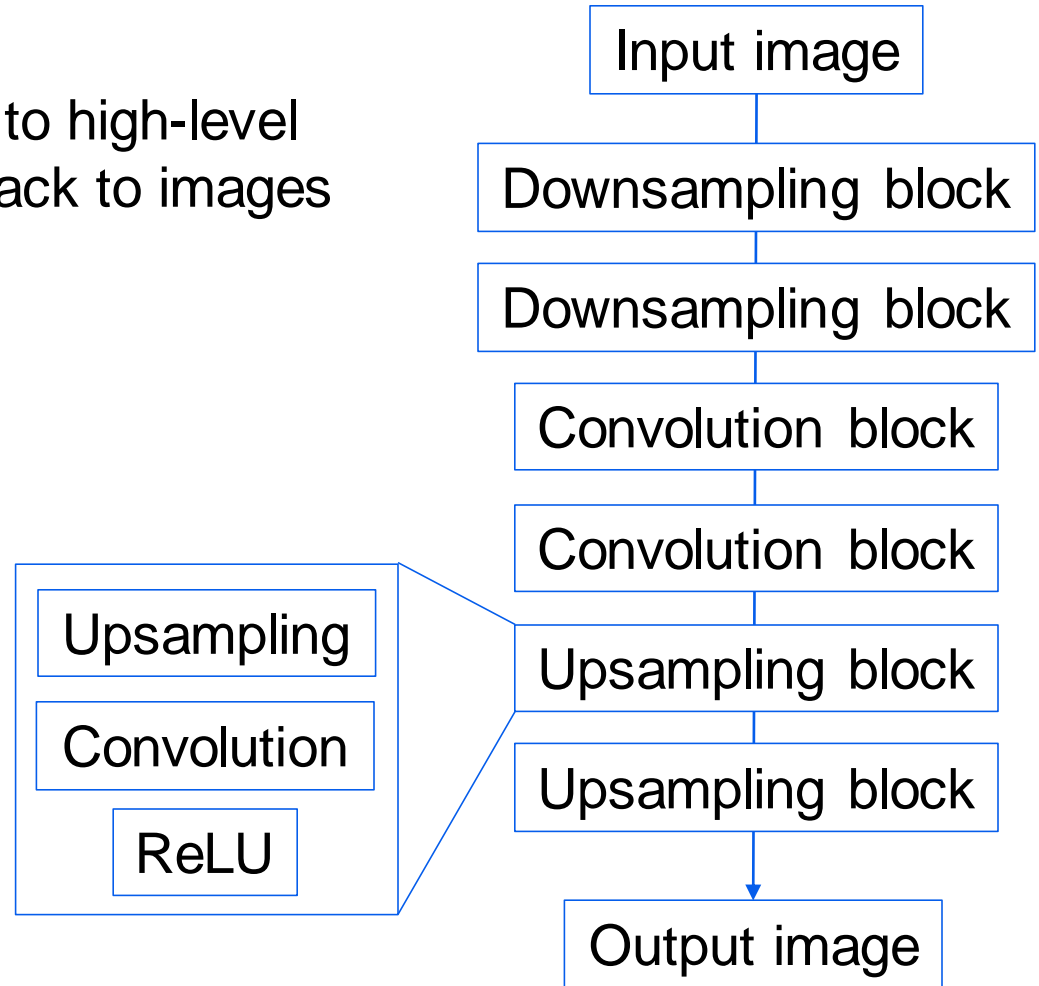 to high-level
ack to images
Input image
Downsampling block
Downsampling block
Convolution block
Convolution block
Upsampling block
Upsampling block
Output image
Upsampling
Convolution
ReLU